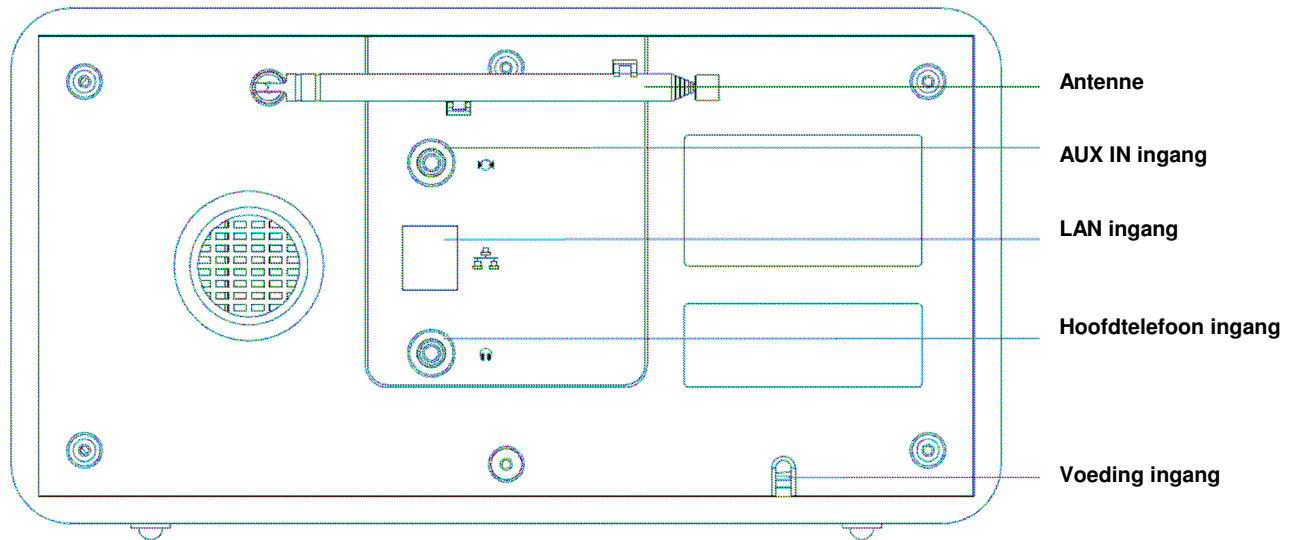 Antenne
AUX IN ingang
LAN ingang
Hoofdtelefoon ingang
Voeding ingang